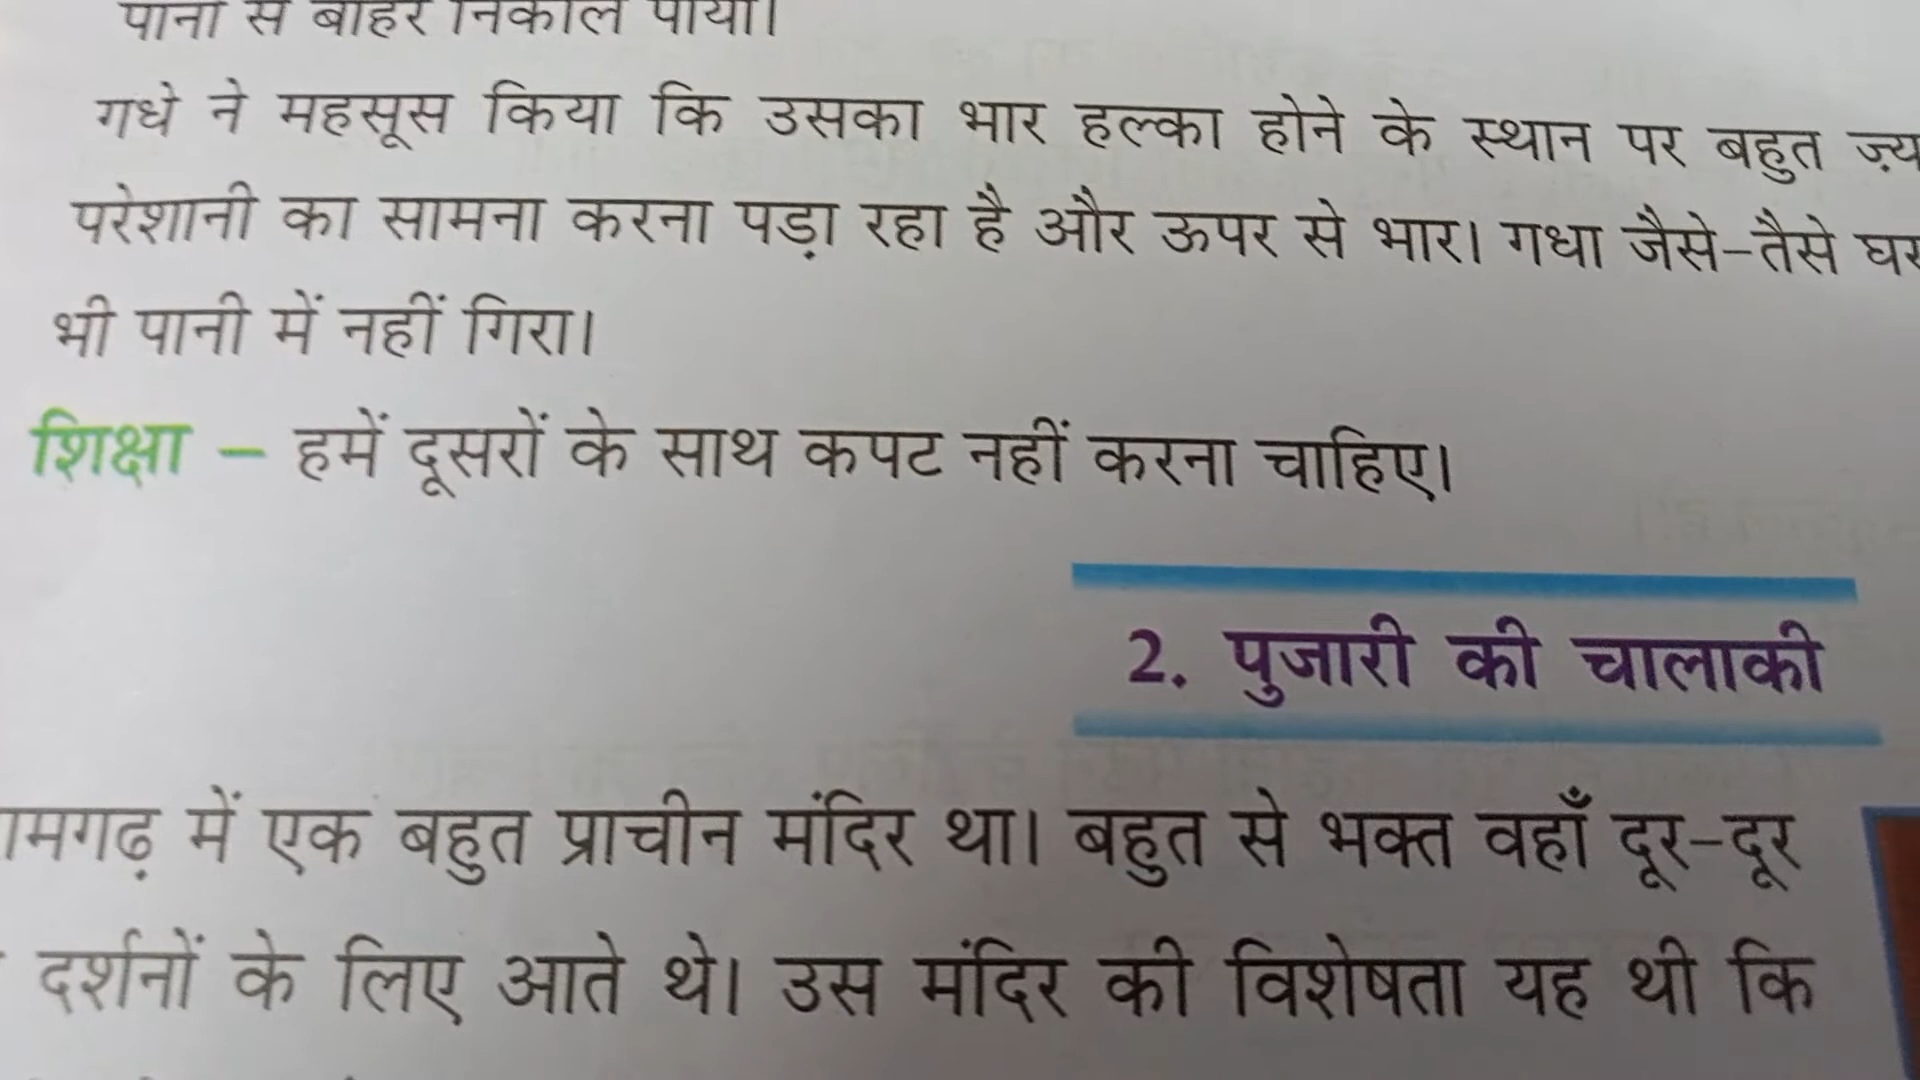 पानी से बाहर निकाल पाया।
गधे ने महसूस किया कि उसका भार हल्का होने के स्थान पर बहुत
परेशानी का सामना करना पड़ा रहा है और ऊपर से भार। गधा जैसे-तैसे घर
भी पानी में नहीं गिरा।
शिक्षा – हमें दूसरों के साथ कपट नहीं करना चाहिए।
2. पुजारी की चालाकी
में एक बहुत प्राचीन मंदिर था। बहुत से भक्त वहाँ दूर-दूर
दर्शनों के लिए आते थे। उस मंदिर की विशेषता यह थी कि